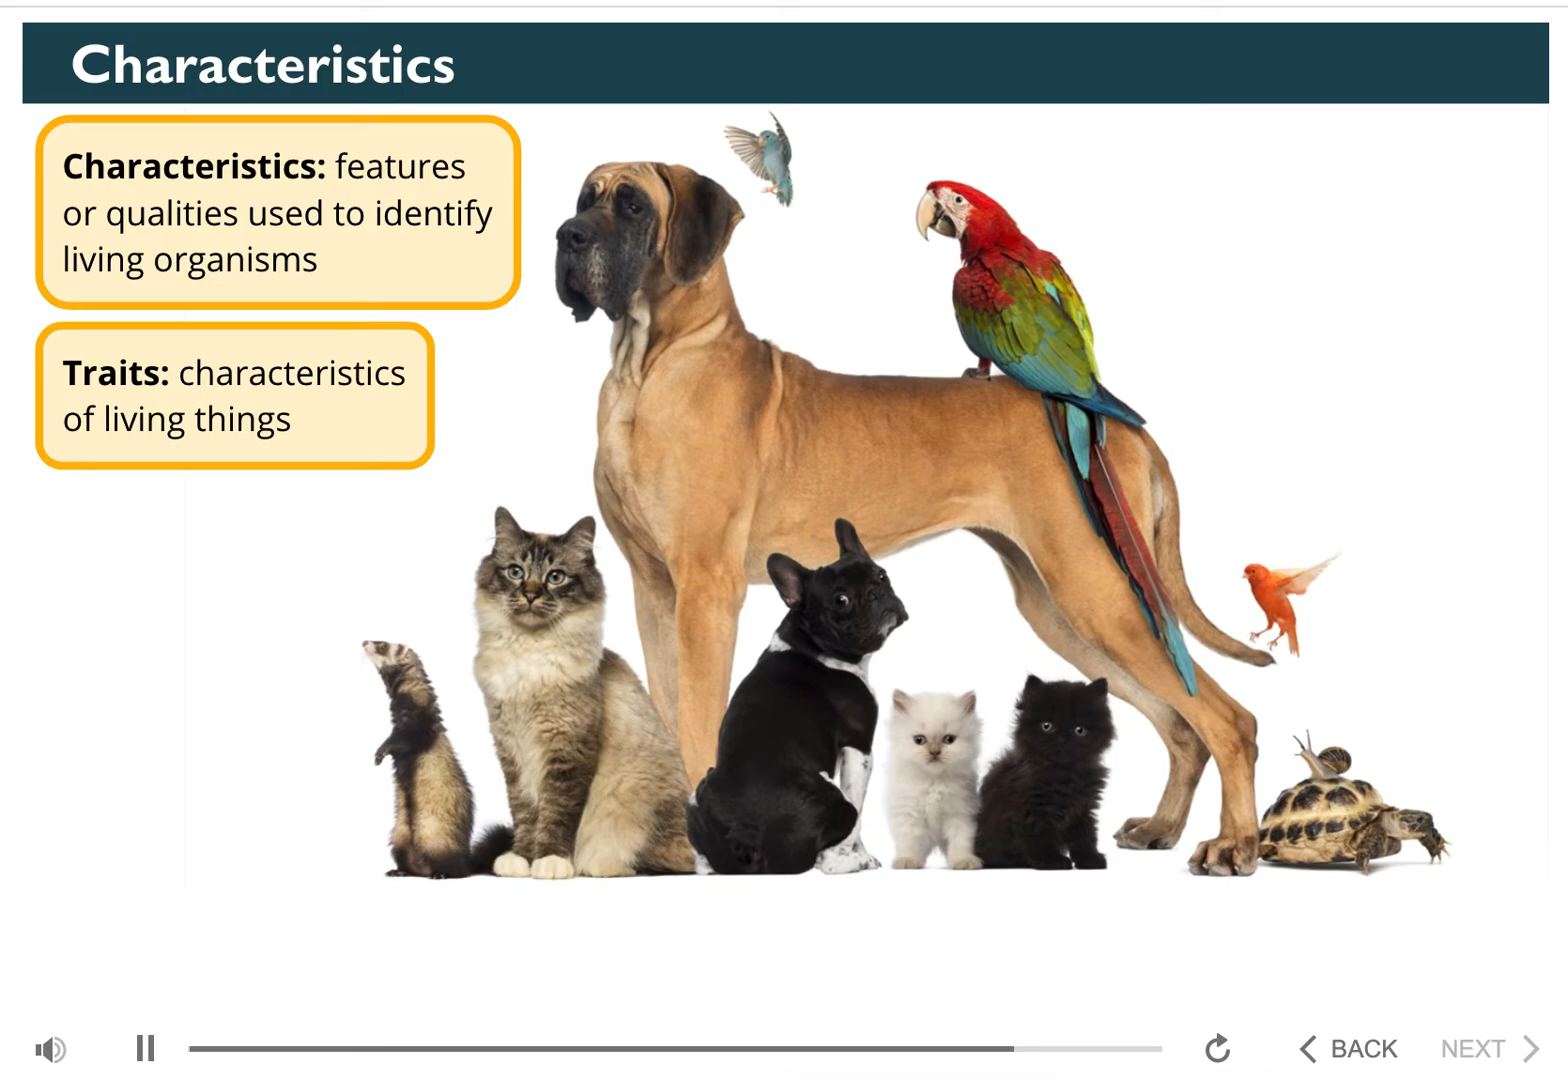 Characteristics
Characteristics: features
or qualities used to identify
living organisms
Traits: characteristics
of living things
BACK
NEXT